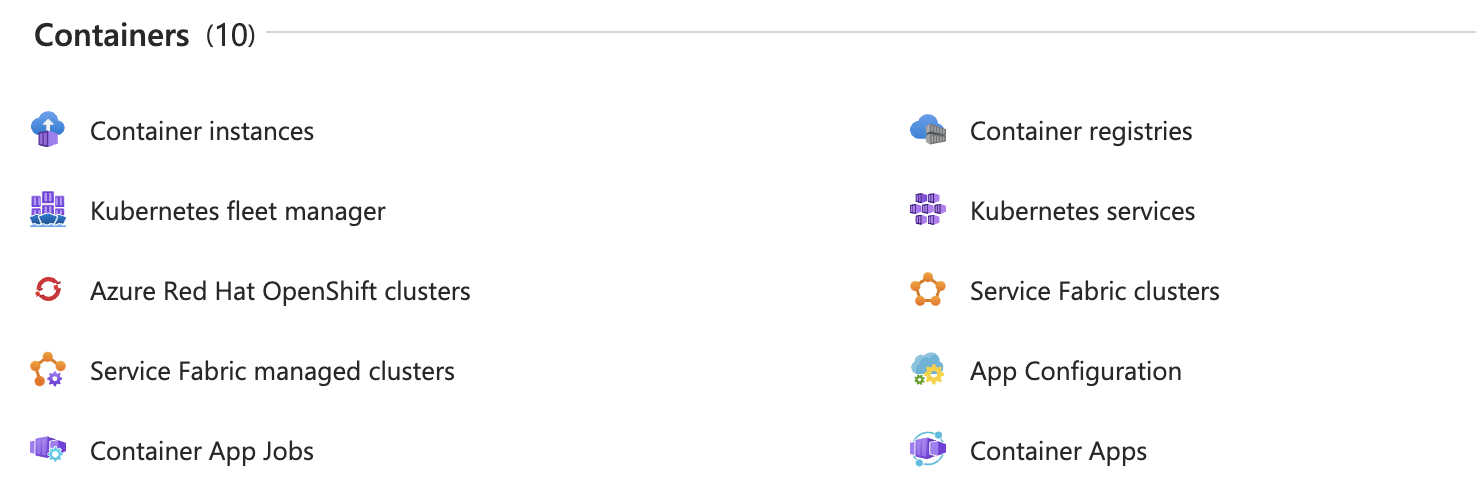 Containers (10)
Container instances
Container registries
Kubernetes fleet manager
Kubernetes services
Azure Red Hat OpenShift clusters
Service Fabric clusters
Service Fabric managed clusters
App Configuration
Container App Jobs
Container Apps